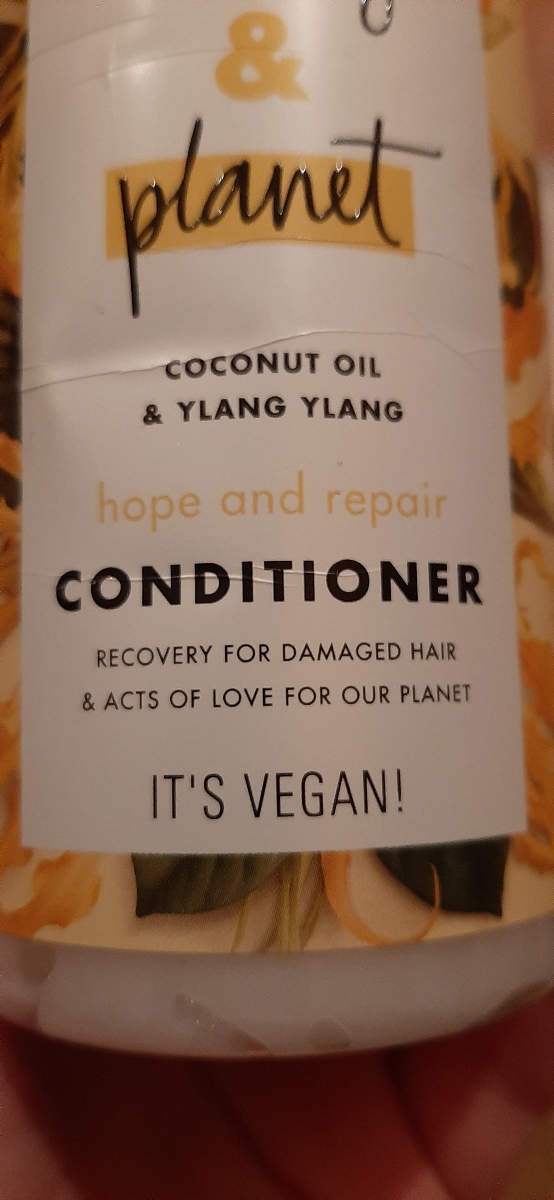 &
planet
COCONUT OIL
& YLANG YLANG
hope and repair
CONDITIONER
RECOVERY FOR DAMAGED HAIR
& ACTS OF LOVE FOR OUR PLANET
IT'S VEGAN!